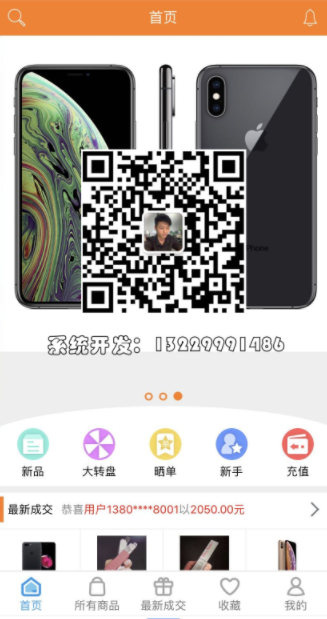 首页
iPhone
系统开发：13229991486
新品
大转盘
晒单
新手
充值
最新成交 恭喜用户1380****8001以2050.00元
首页
所有商品
最新成交
收藏
我的